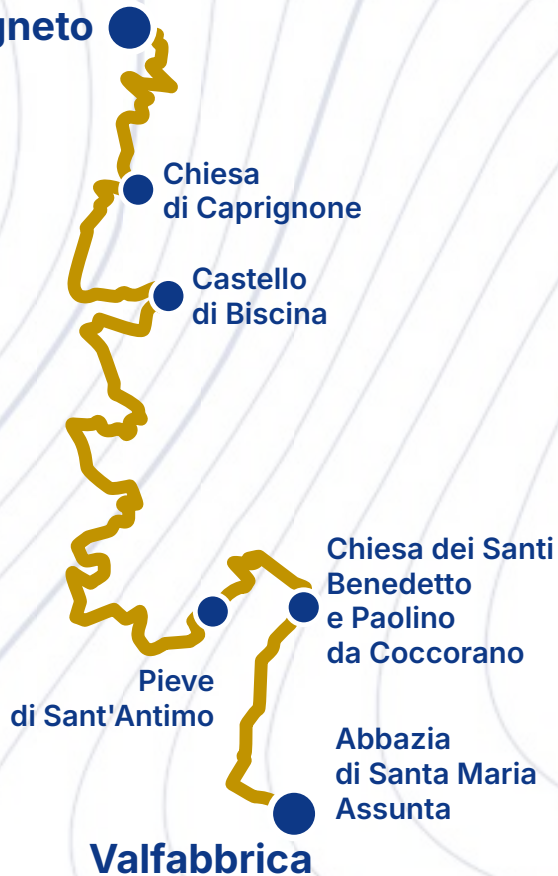 gneto
Chiesa
di Caprignone
Castello
di Biscina
Chiesa dei Santi
Benedetto
e Paolino
da Coccorano
Pieve
di Sant'Antimo
Abbazia
di Santa Maria
Assunta
Valfabbrica